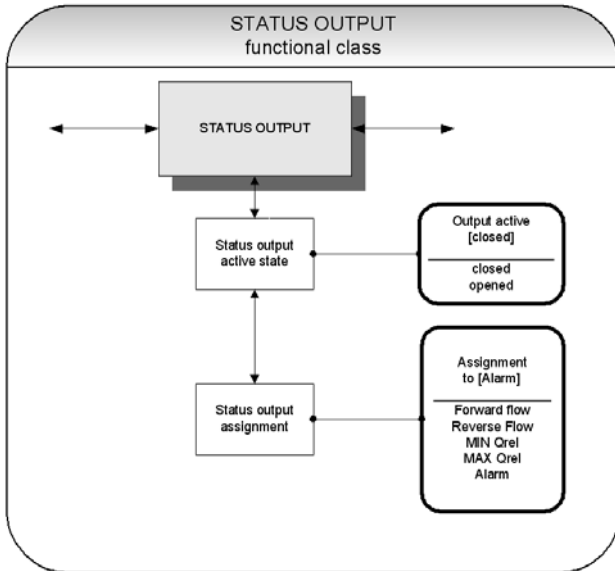 STATUS OUTPUT
functional class
STATUS OUTPUT
Status output
active state
Output active
[closed]
closed
opened
Status output
assignment
Assignment
to [Alarm]
Forward flow
Reverse Flow
MIN Qrel
MAX Qrel
Alarm